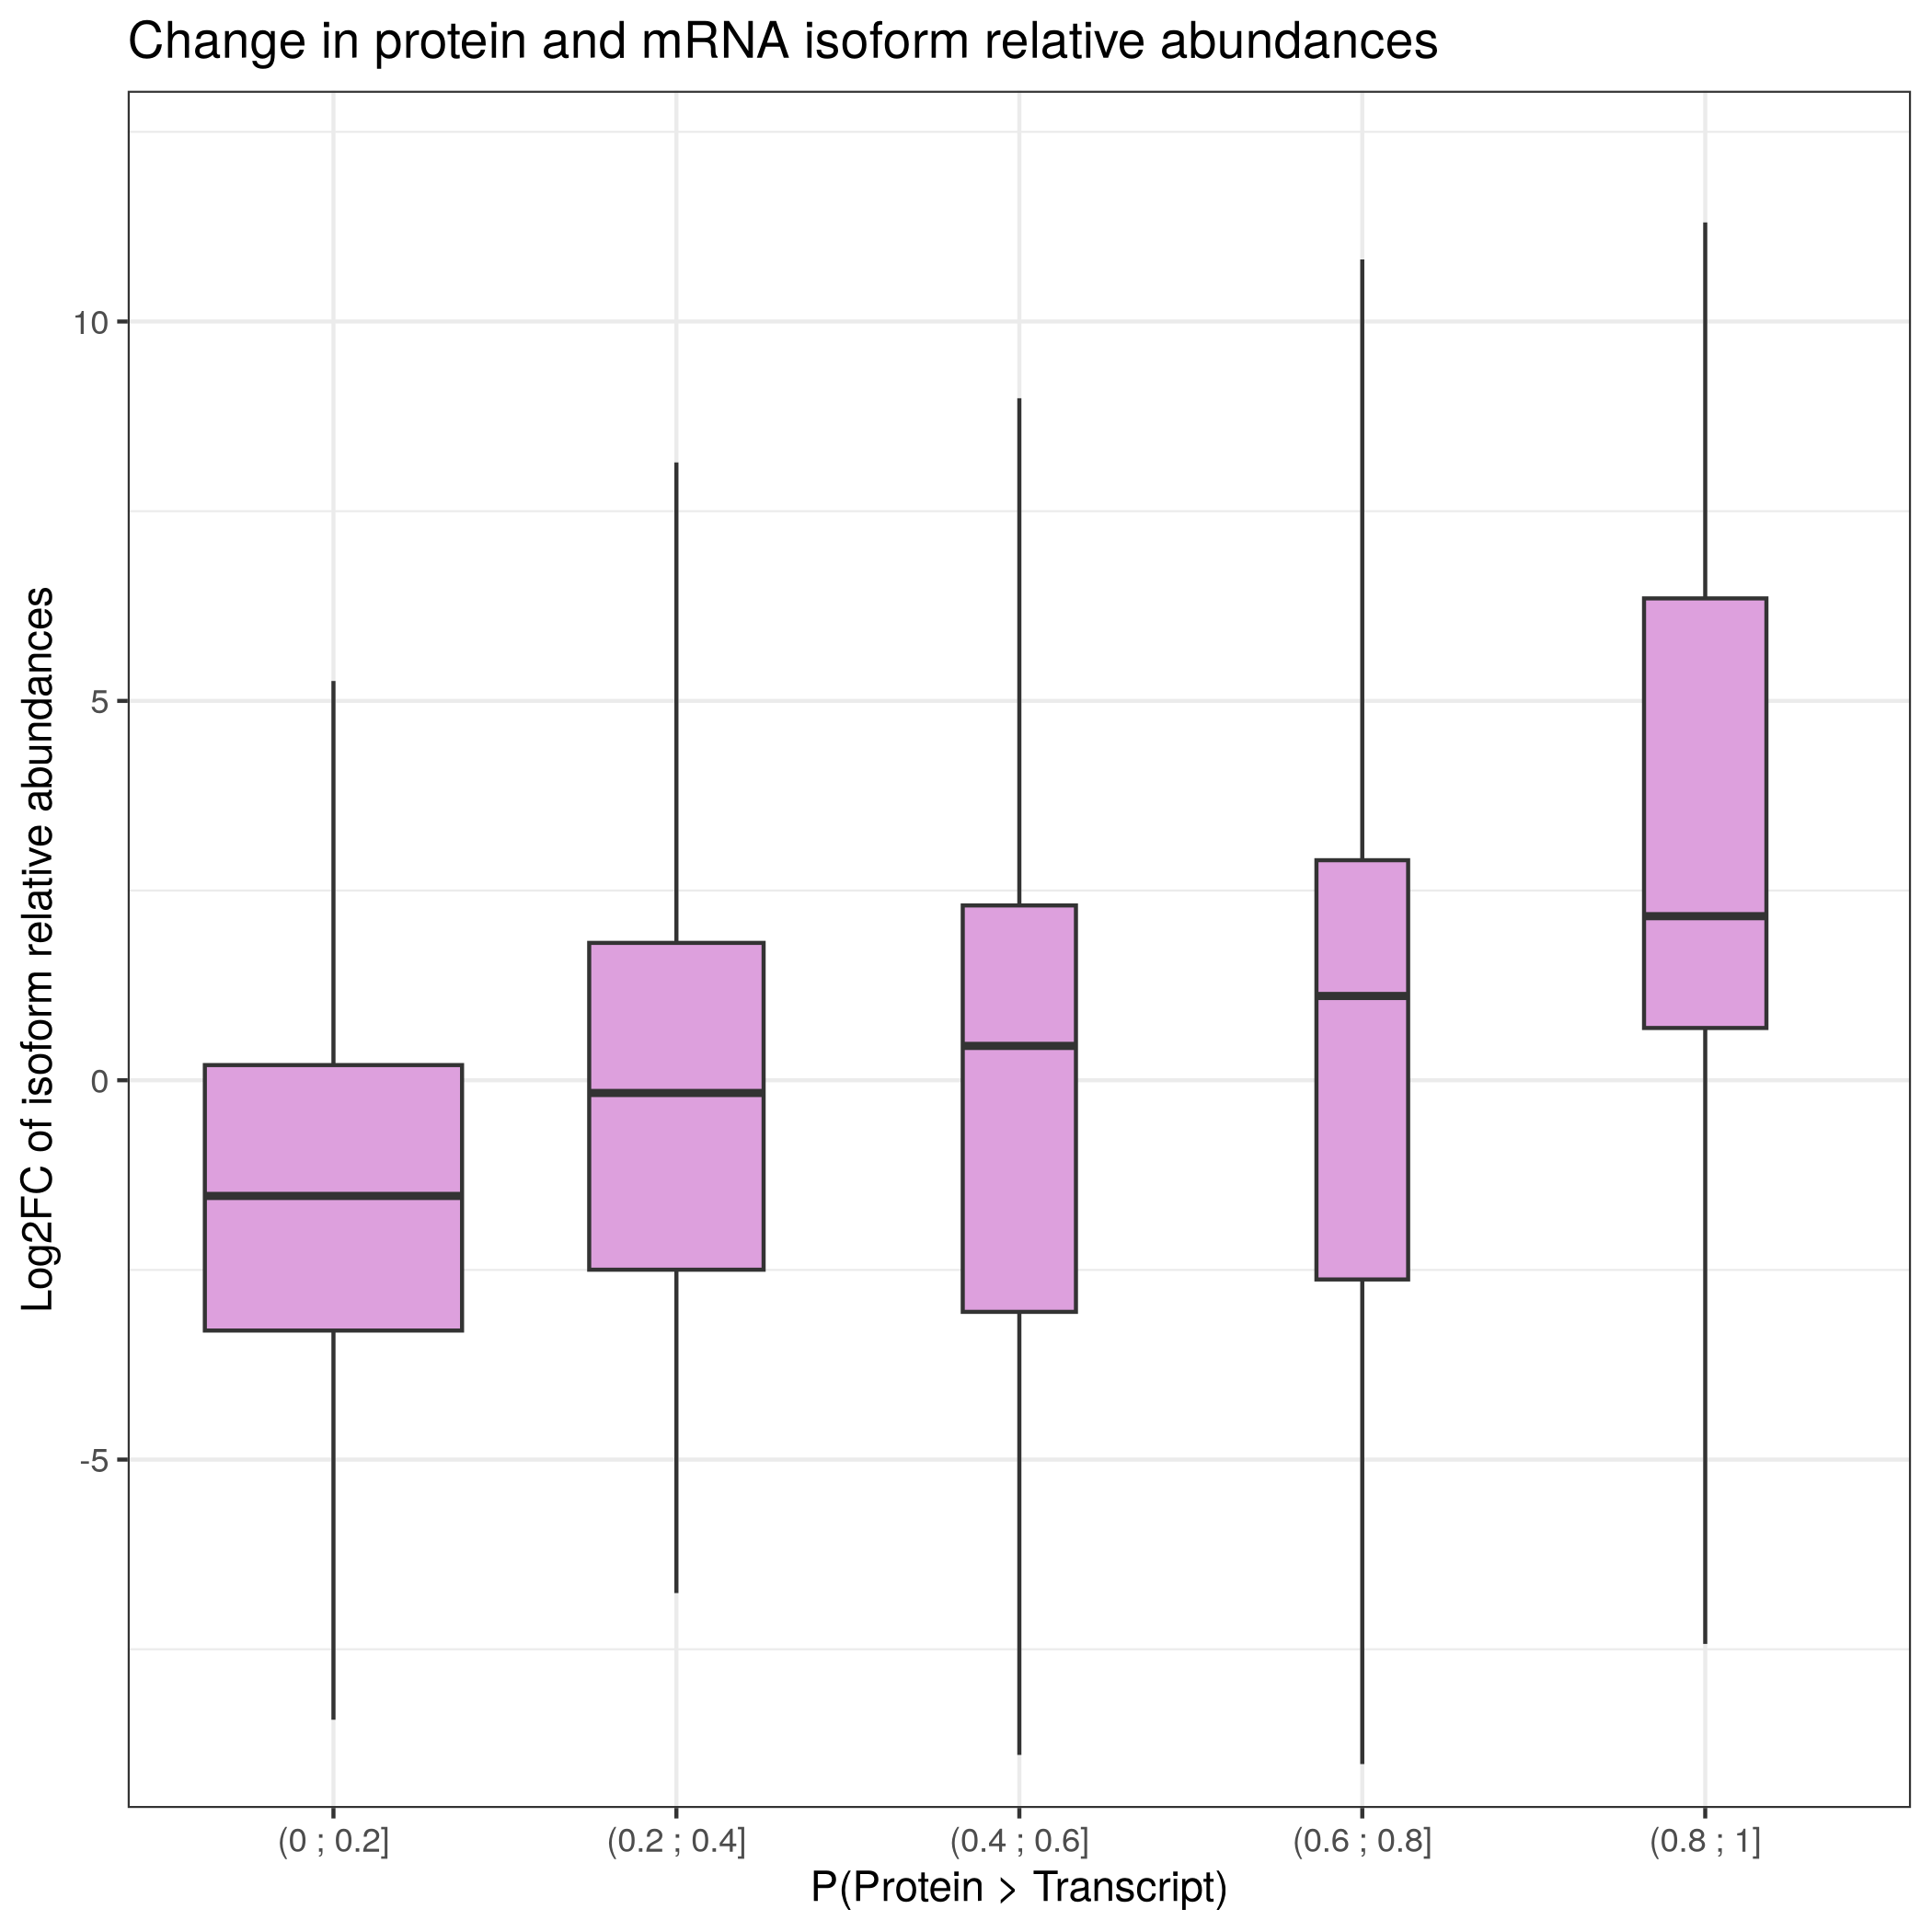 Change in protein and mRNA isoform relative abundances
Log2FC of isoform relative abundances
10
5
0
-5
(0 ; 0.2]
(0.2 ; 0.4]
(0.4 ; 0.6]
(0.6 ; 0.8]
(0.8 ; 1]
P(Protein > Transcript)